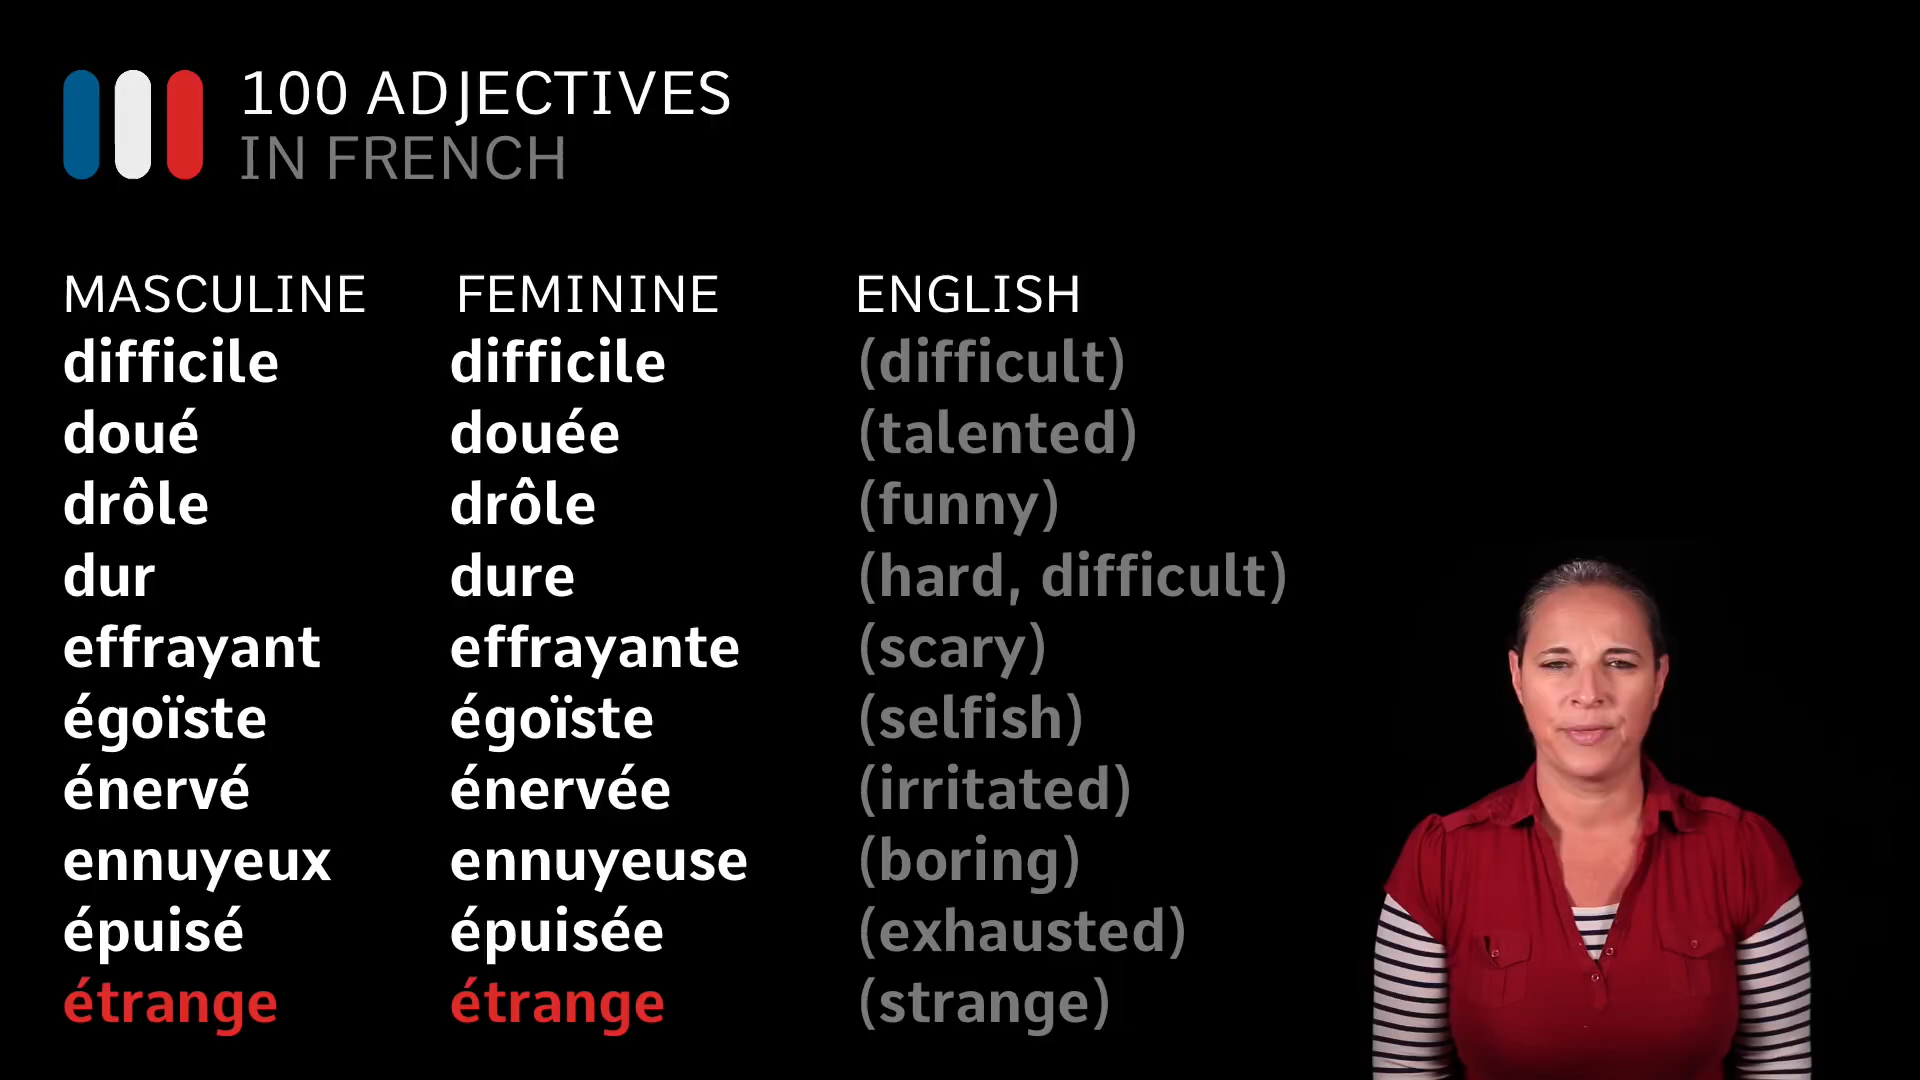 100 ADJECTIVES
IN FRENCH
MASCULINE FEMININE ENGLISH
difficile difficile (difficult)
doué douée (talented)
drôle drôle (funny)
dur dure (hard, difficult)
effrayant effrayante (scary)
égoïste égoïste (selfish)
énervé énervée (irritated)
ennuyeux ennuyeuse (boring)
épuisé épuisée (exhausted)
étrange étrange (strange)